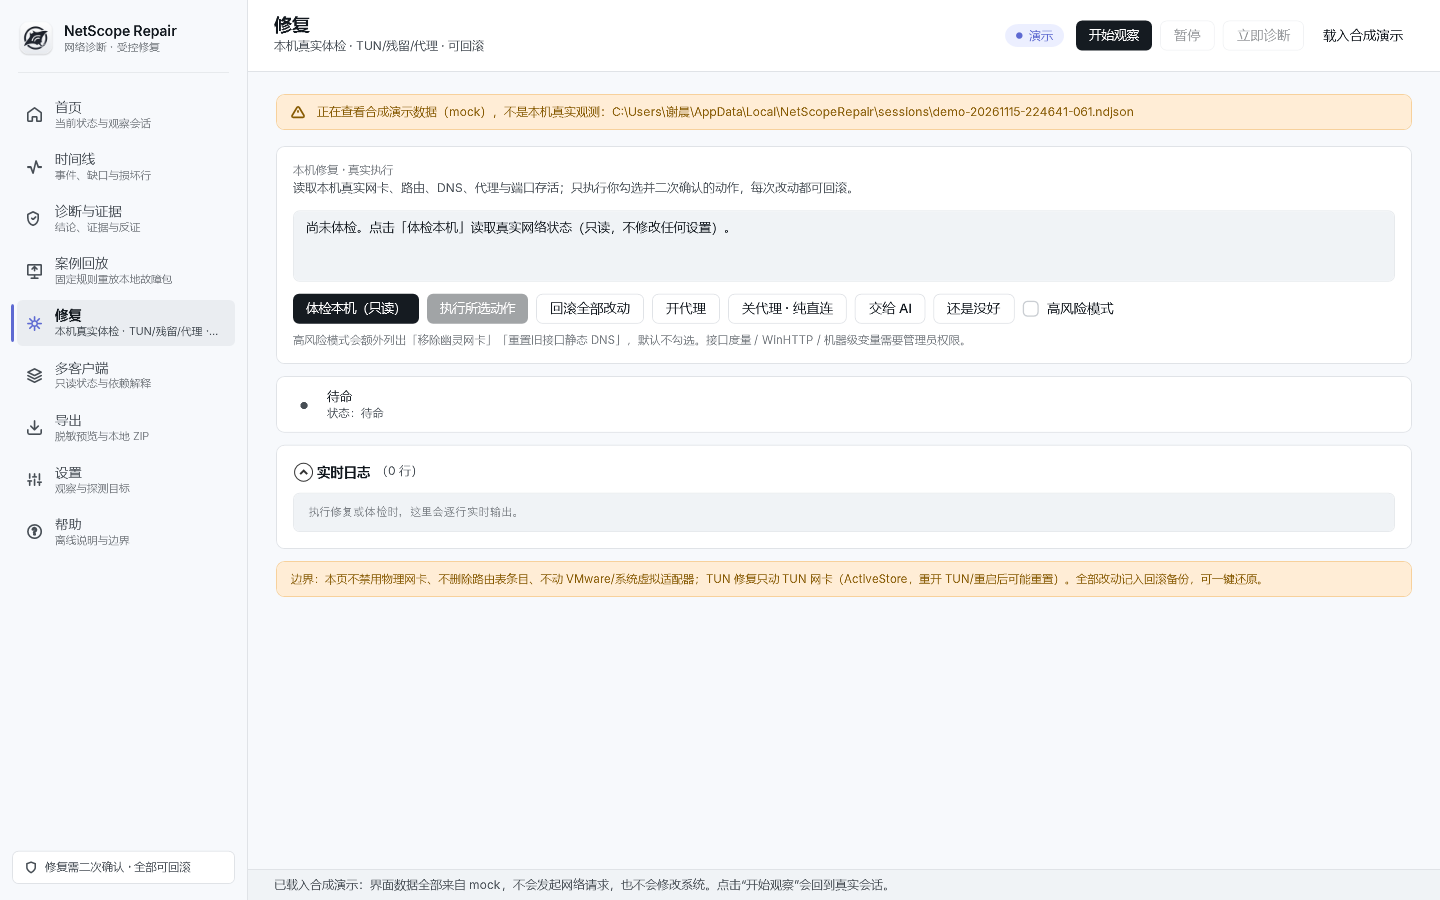 NetScope Repair
网络诊断 · 受控修复
首页
当前状态与观察会话
时间线
事件、缺口与损坏行
诊断与证据
结论、证据与反证
案例回放
固定规则重放本地故障包
修复
本机真实体检 · TUN/残留/代理 ·...
多客户端
只读状态与依赖解释
导出
脱敏预览与本地 ZIP
设置
观察与探测目标
帮助
离线说明与边界
修复需二次确认 · 全部可回滚
修复
本机真实体检 · TUN/残留/代理 · 可回滚
演示
开始观察
暂停
立即诊断
载入合成演示
正在查看合成演示数据（mock），不是本机真实观测：C:\Users\谢晨\AppData\Local\NetScopeRepair\sessions\demo-20261115-224641-061.ndjson
本机修复 · 真实执行
读取本机真实网卡、路由、DNS、代理与端口存活；只执行你勾选并二次确认的动作，每次改动都可回滚。
尚未体检。点击「体检本机」读取真实网络状态（只读，不修改任何设置）。
体检本机（只读）
执行所选动作
回滚全部改动
开代理
关代理 · 纯直连
交给 AI
还是没好
高风险模式
高风险模式会额外列出「移除幽灵网卡」「重置旧接口静态 DNS」，默认不勾选。接口度量 / WinHTTP / 机器级变量需要管理员权限。
待命
状态：待命
实时日志 （0 行）
执行修复或体检时，这里会逐行实时输出。
边界：本页不禁用物理网卡、不删除路由表条目、不动 VMware/系统虚拟适配器；TUN 修复只动 TUN 网卡（ActiveStore，重开 TUN/重启后可能重置）。全部改动记入回滚备份，可一键还原。
已载入合成演示：界面数据全部来自 mock，不会发起网络请求，也不会修改系统。点击“开始观察”会回到真实会话。